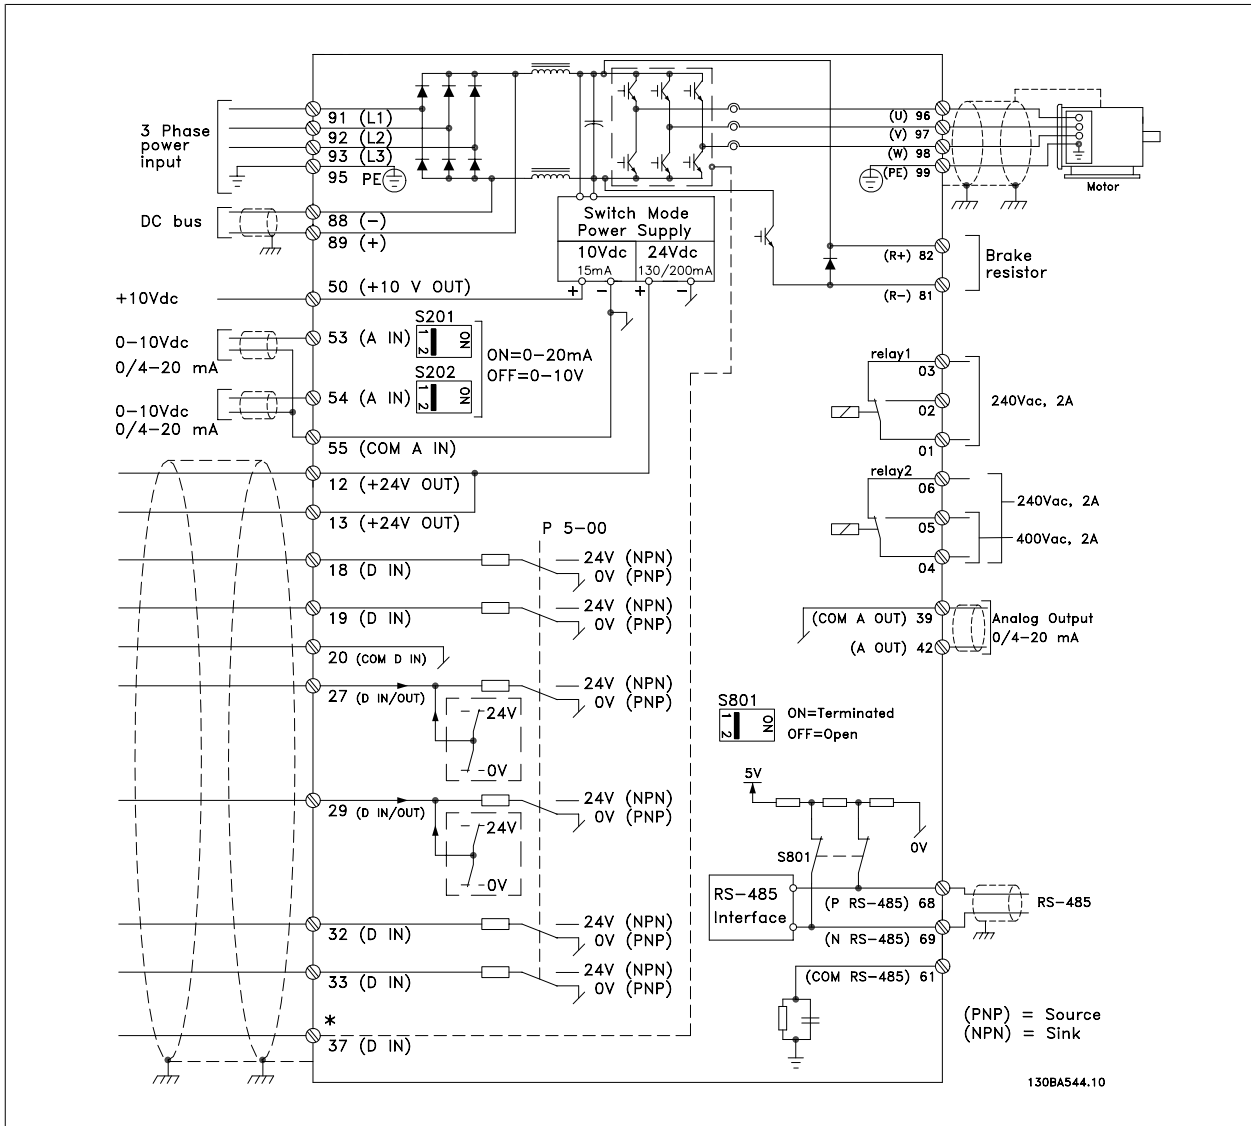 3 Phase
power
input
91 (L1)
92 (L2)
93 (L3)
95 PE
DC bus
88 (-)
89 (+)
+10Vdc
50 (+10 V OUT)
0-10Vdc
0/4-20 mA
53 (A IN)
S201
1 2 ON
ON=0-20mA
OFF=0-10V
S202
1 2 ON
0-10Vdc
0/4-20 mA
54 (A IN)
55 (COM A IN)
12 (+24V OUT)
13 (+24V OUT)
P 5-00
18 (D IN)
24V (NPN)
0V (PNP)
19 (D IN)
24V (NPN)
0V (PNP)
20 (COM D IN)
27 (D IN/OUT)
24V (NPN)
0V (PNP)
24V
0V
29 (D IN/OUT)
24V (NPN)
0V (PNP)
24V
0V
32 (D IN)
24V (NPN)
0V (PNP)
33 (D IN)
24V (NPN)
0V (PNP)
*
37 (D IN)
Switch Mode
Power Supply
10Vdc
15mA
24Vdc
130/200mA
+ - + -
(U) 96
(V) 97
(W) 98
(PE) 99
Motor
(R+) 82
(R-) 81
Brake
resistor
relay1
03
02
01
240Vac, 2A
relay2
06
05
04
240Vac, 2A
400Vac, 2A
(COM A OUT) 39
(A OUT) 42
Analog Output
0/4-20 mA
S801
1 2 ON
ON=Terminated
OFF=Open
5V
0V
S801
RS-485
Interface
(P RS-485) 68
(N RS-485) 69
RS-485
(COM RS-485) 61
(PNP) = Source
(NPN) = Sink
130BA544.10